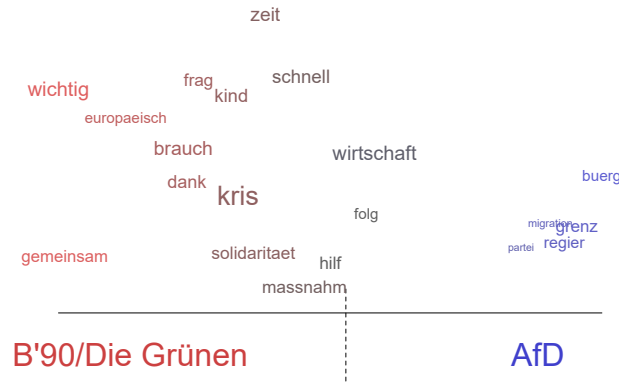 zeit
schnell
frag
wichtig
kind
europaeisch
brauch
wirtschaft
buerg
dank
kris
folg
migration
grenz
partei
regier
gemeinsam
solidaritaet
hilf
massnahm
B'90/Die Grünen
AfD